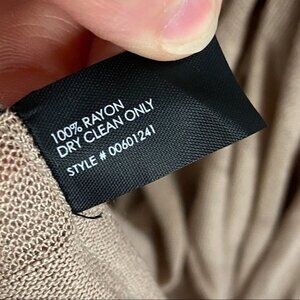 100% RAYON
DRY CLEAN ONLY
STYLE # 00601241